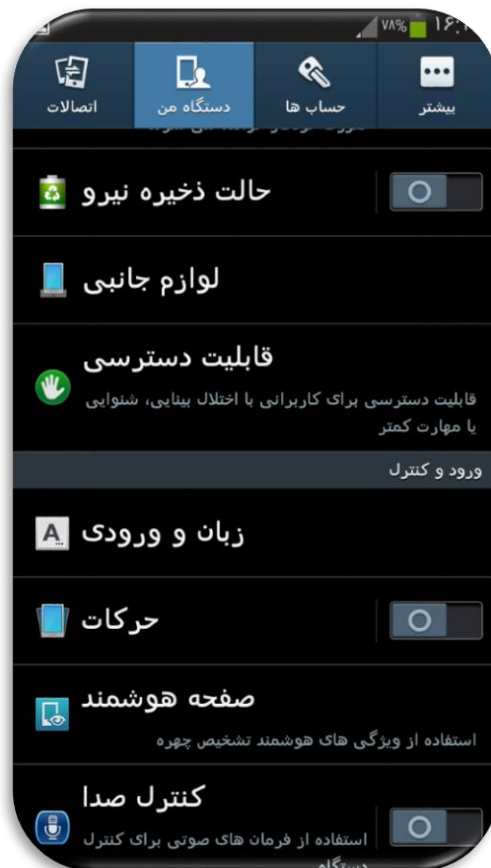 ۷۸%
اتصالات
دستگاه من
حساب ها
بیشتر
حالت ذخیره نیرو
لوازم جانبی
قابلیت دسترسی
قابلیت دسترسی برای کاربرانی با اختلال بینایی، شنوایی
یا مهارت کمتر
ورود و کنترل
زبان و ورودی
A
حرکات
صفحه هوشمند
استفاده از ویژگی های هوشمند تشخیص چهره
کنترل صدا
استفاده از فرمان های صوتی برای کنترل
دستگاه